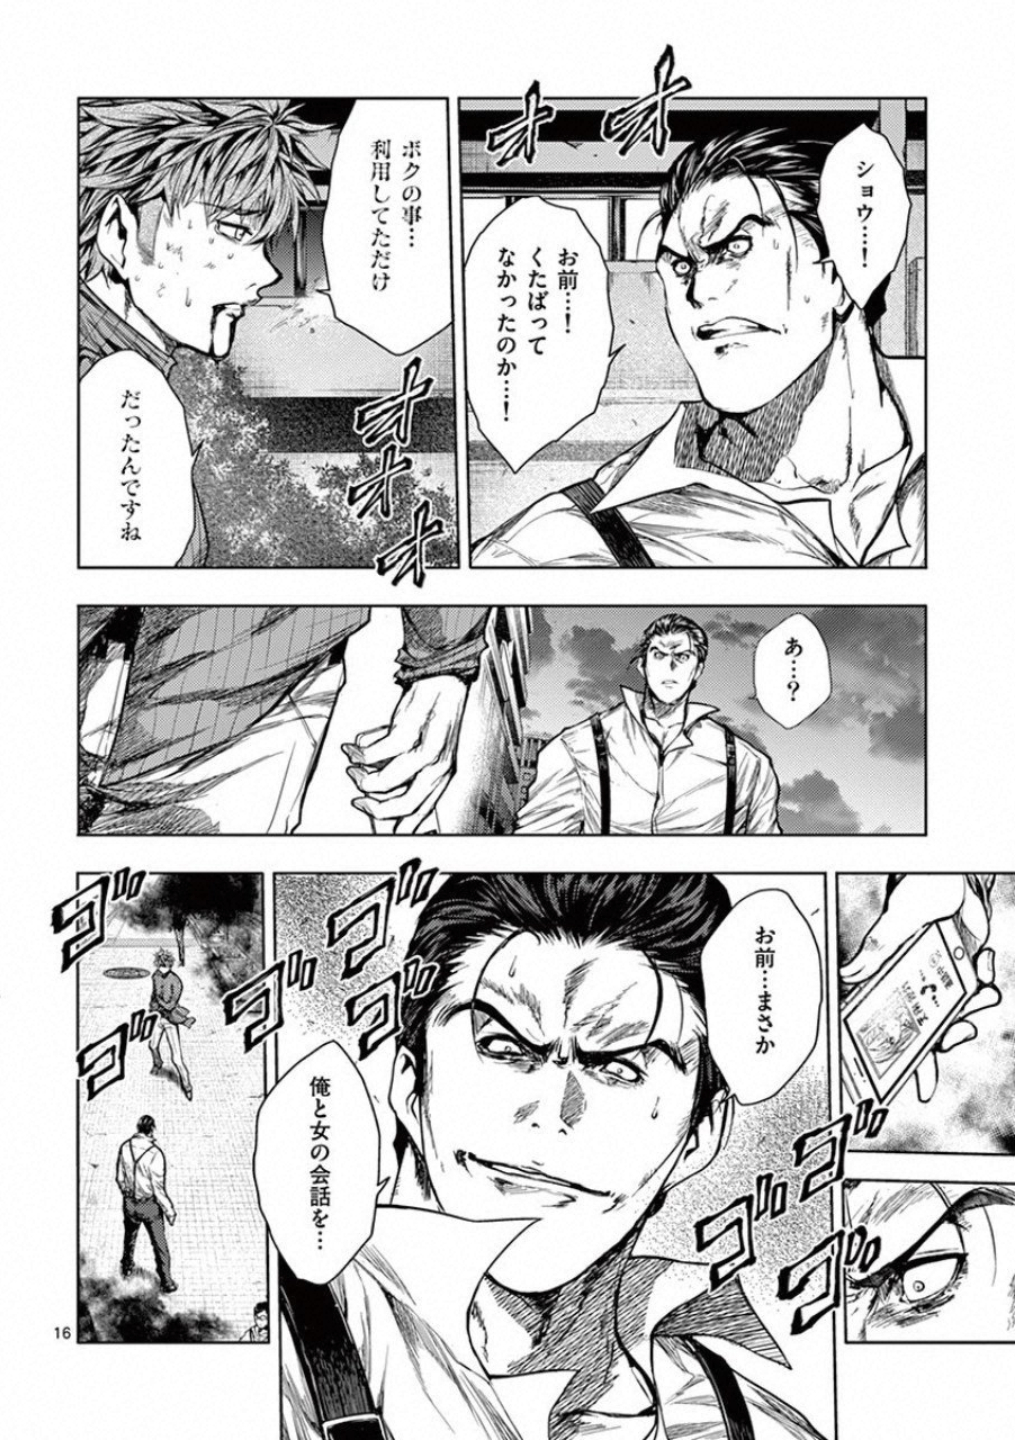 ショウ…!
お前…!
くたばって
なかったのか…!
オ
オ
ボクの事…
利用してただけ
だったんですね
オ
オ
オ
あ…?
お前…まさか
俺と女の会話を…
ゴ
ゴ
ゴ
ゴ
ゴ
ゴ
ゴ
ゴ
ゴ
16